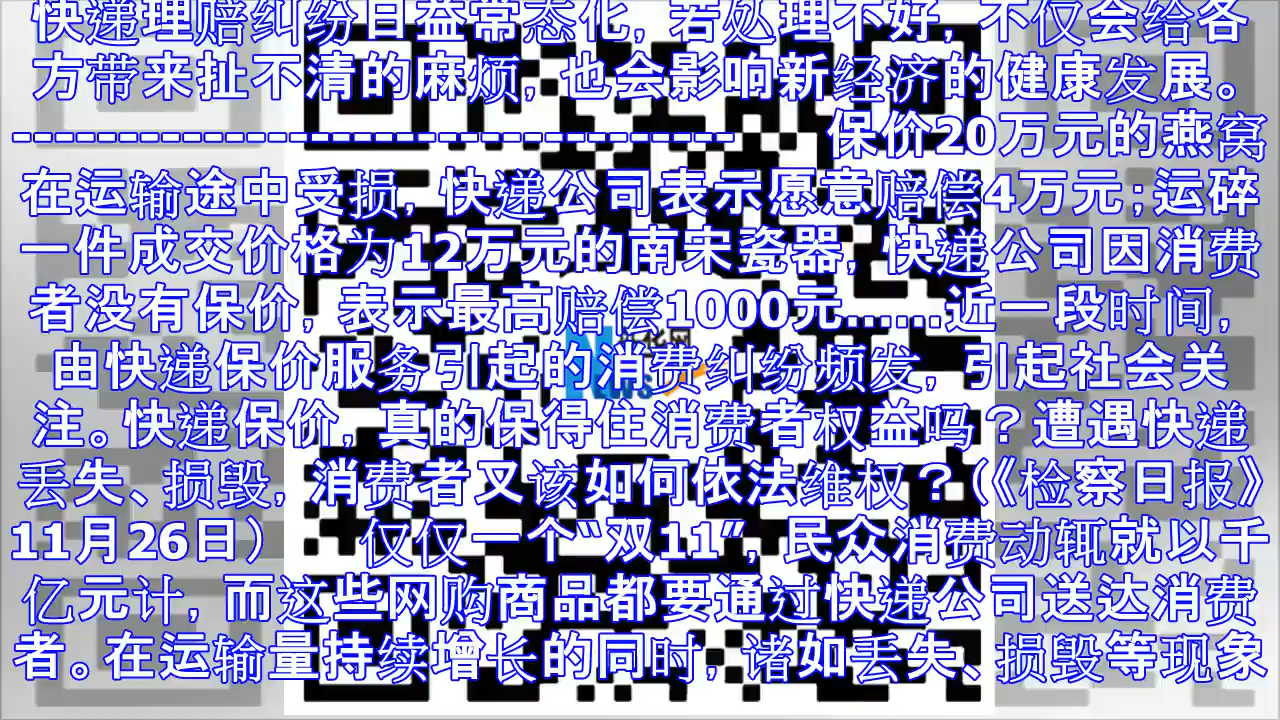 快递理赔纠纷日益常态化，若处理不好，不仅会给各
方带来扯不清的麻烦，也会影响新经济的健康发展。
---------------------------------- 保价20万元的燕窝
在运输途中受损，快递公司表示愿意赔偿4万元；运碎
一件成交价格为12万元的南宋瓷器，快递公司因消费
者没有保价，表示最高赔偿1000元……近一段时间，
由快递保价服务引起的消费纠纷频发，引起社会关
注。快递保价，真的保得住消费者权益吗？遭遇快递
丢失、损毁，消费者又该如何依法维权？（《检察日报》
11月26日） 仅仅一个“双11”，民众消费动辄就以千
亿元计，而这些网购商品都要通过快递公司送达消费
者。在运输量持续增长的同时，诸如丢失、损毁等现象